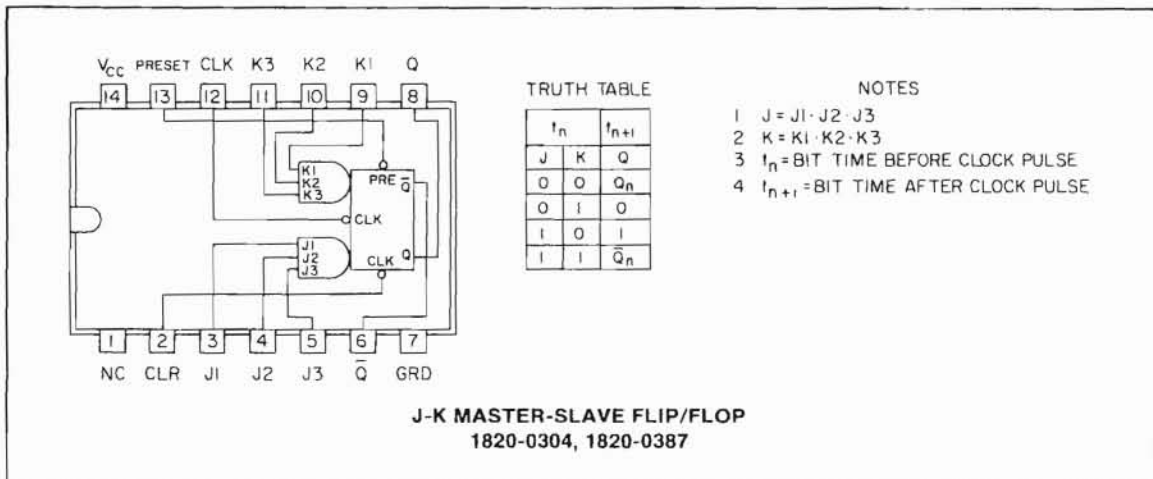 VCC PRESET CLK K3 K2 K1 Q
14 13 12 11 10 9 8
K1
K2
K3
PRE Q̅
CLK
J1
J2
J3
CLK Q
1 2 3 4 5 6 7
NC CLR J1 J2 J3 Q̅ GRD
TRUTH TABLE
tn tn+1
J K Q
0 0 Qn
0 1 0
1 0 1
1 1 Q̅n
NOTES
1 J = J1·J2·J3
2 K = K1·K2·K3
3 tn = BIT TIME BEFORE CLOCK PULSE
4 tn+1 = BIT TIME AFTER CLOCK PULSE
J-K MASTER-SLAVE FLIP/FLOP
1820-0304, 1820-0387